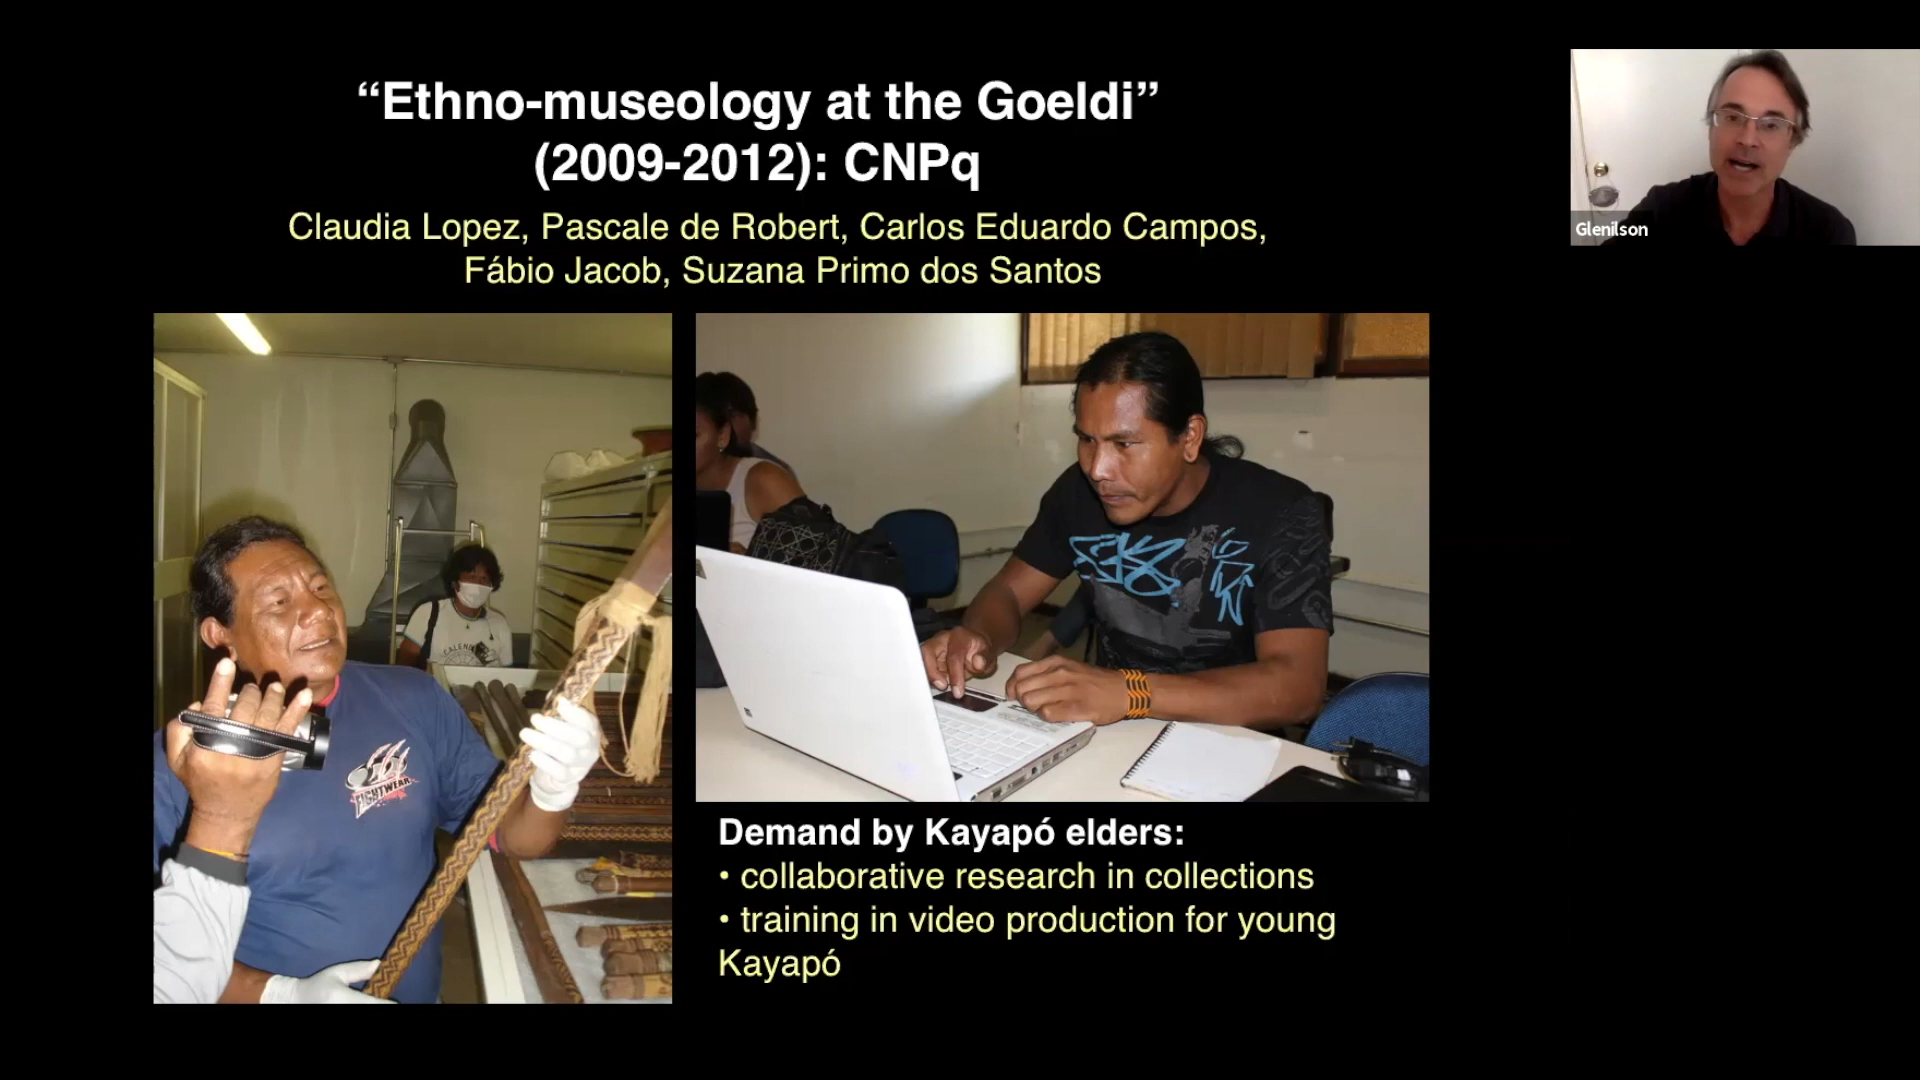 “Ethno-museology at the Goeldi”
(2009-2012): CNPq
Claudia Lopez, Pascale de Robert, Carlos Eduardo Campos,
Fábio Jacob, Suzana Primo dos Santos
Glenilson
FIGHTWEAR
Demand by Kayapó elders:
• collaborative research in collections
• training in video production for young
Kayapó